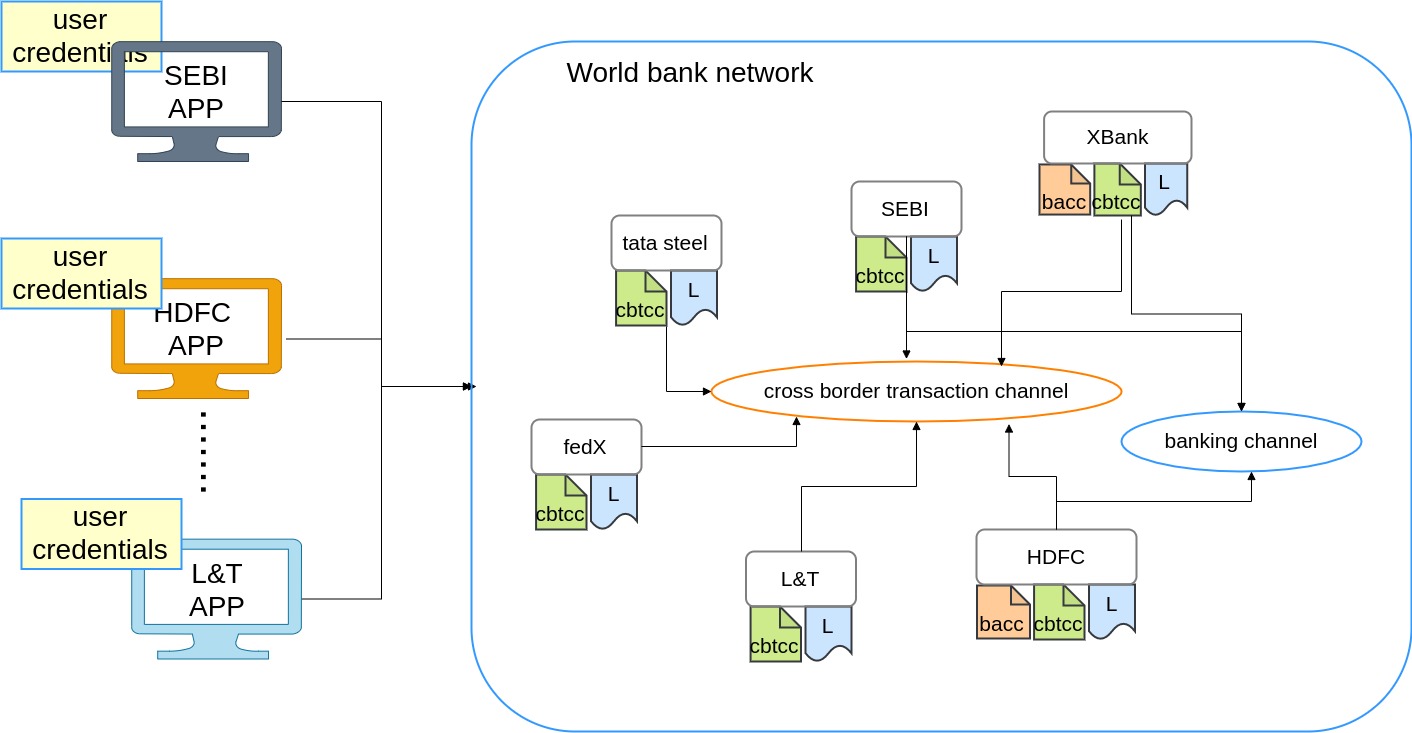 user
credentials
SEBI
APP
user
credentials
HDFC
APP
user
credentials
L&T
APP
World bank network
XBank
bacc
cbtcc
L
SEBI
cbtcc
L
tata steel
cbtcc
L
cross border transaction channel
banking channel
fedX
cbtcc
L
L&T
cbtcc
L
HDFC
bacc
cbtcc
L